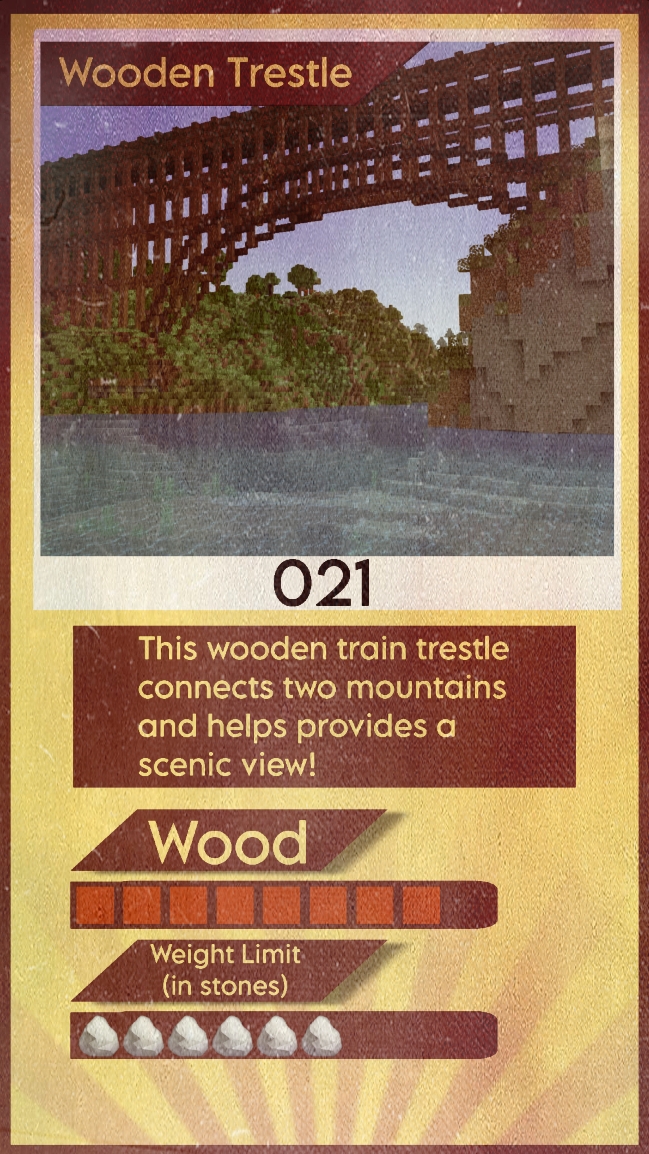 Wooden Trestle
021
This wooden train trestle
connects two mountains
and helps provides a
scenic view!
Wood
Weight Limit
(in stones)